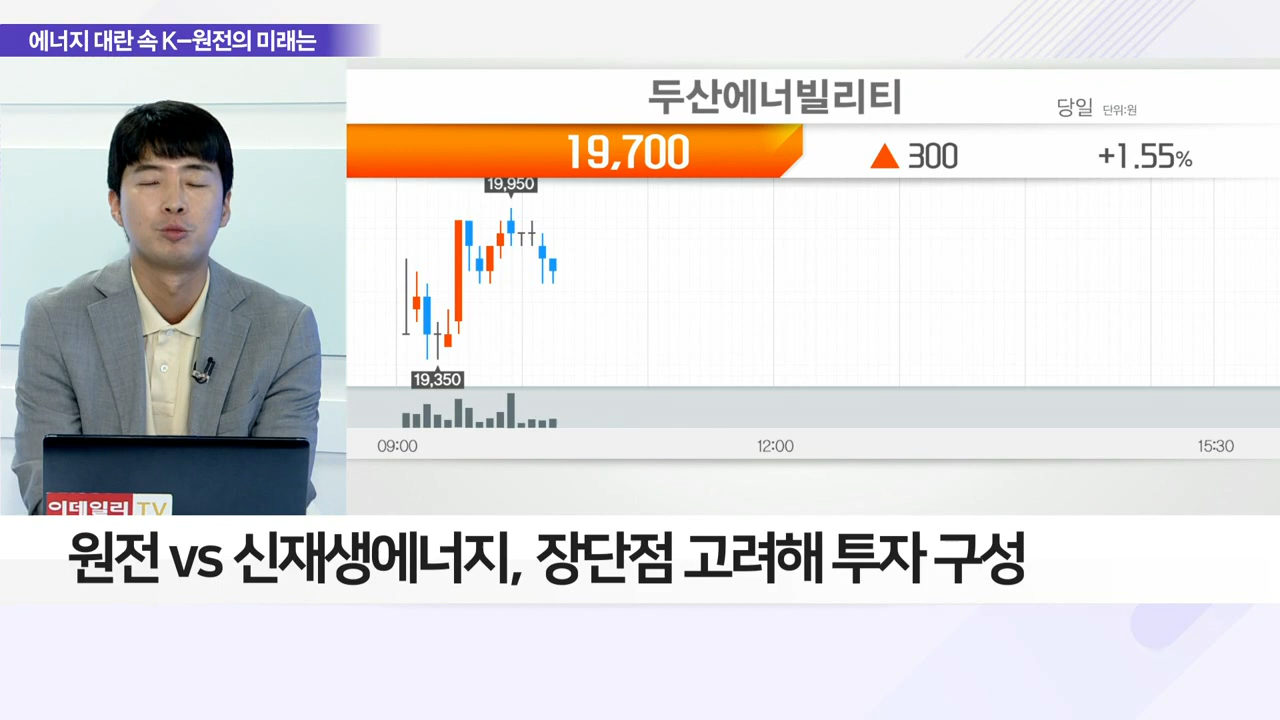 에너지 대란 속 K-원전의 미래는
두산에너빌리티
당일 단위:원
19,700 ▲ 300 +1.55%
19,950
19,350
09:00 12:00 15:30
이데일리 TV
원전 vs 신재생에너지, 장단점 고려해 투자 구성